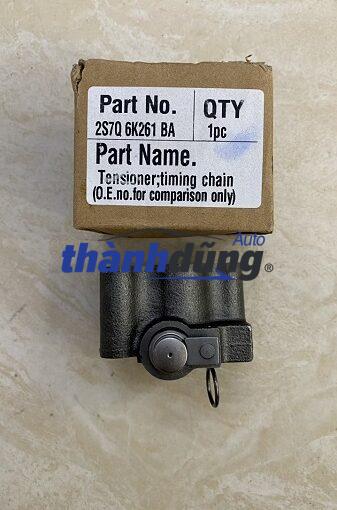 Part No.
QTY
2S7Q 6K261 BA
1pc
Part Name.
Tensioner;timing chain
(O.E.no.for comparison only)
Auto
thànhdũng®